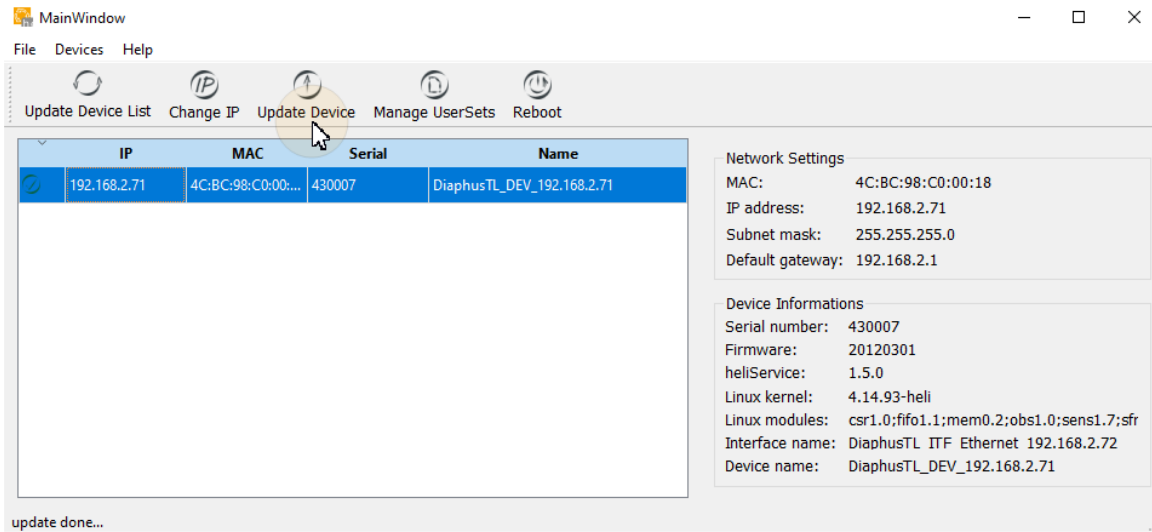 MainWindow
File Devices Help
Update Device List Change IP Update Device Manage UserSets Reboot
IP MAC Serial Name
192.168.2.71 4C:BC:98:C0:00:... 430007 DiaphusTL_DEV_192.168.2.71
Network Settings
MAC: 4C:BC:98:C0:00:18
IP address: 192.168.2.71
Subnet mask: 255.255.255.0
Default gateway: 192.168.2.1
Device Informations
Serial number: 430007
Firmware: 20120301
heliService: 1.5.0
Linux kernel: 4.14.93-heli
Linux modules: csr1.0;fifo1.1;mem0.2;obs1.0;sens1.7;sfr
Interface name: DiaphusTL_ITF_Ethernet_192.168.2.72
Device name: DiaphusTL_DEV_192.168.2.71
update done...